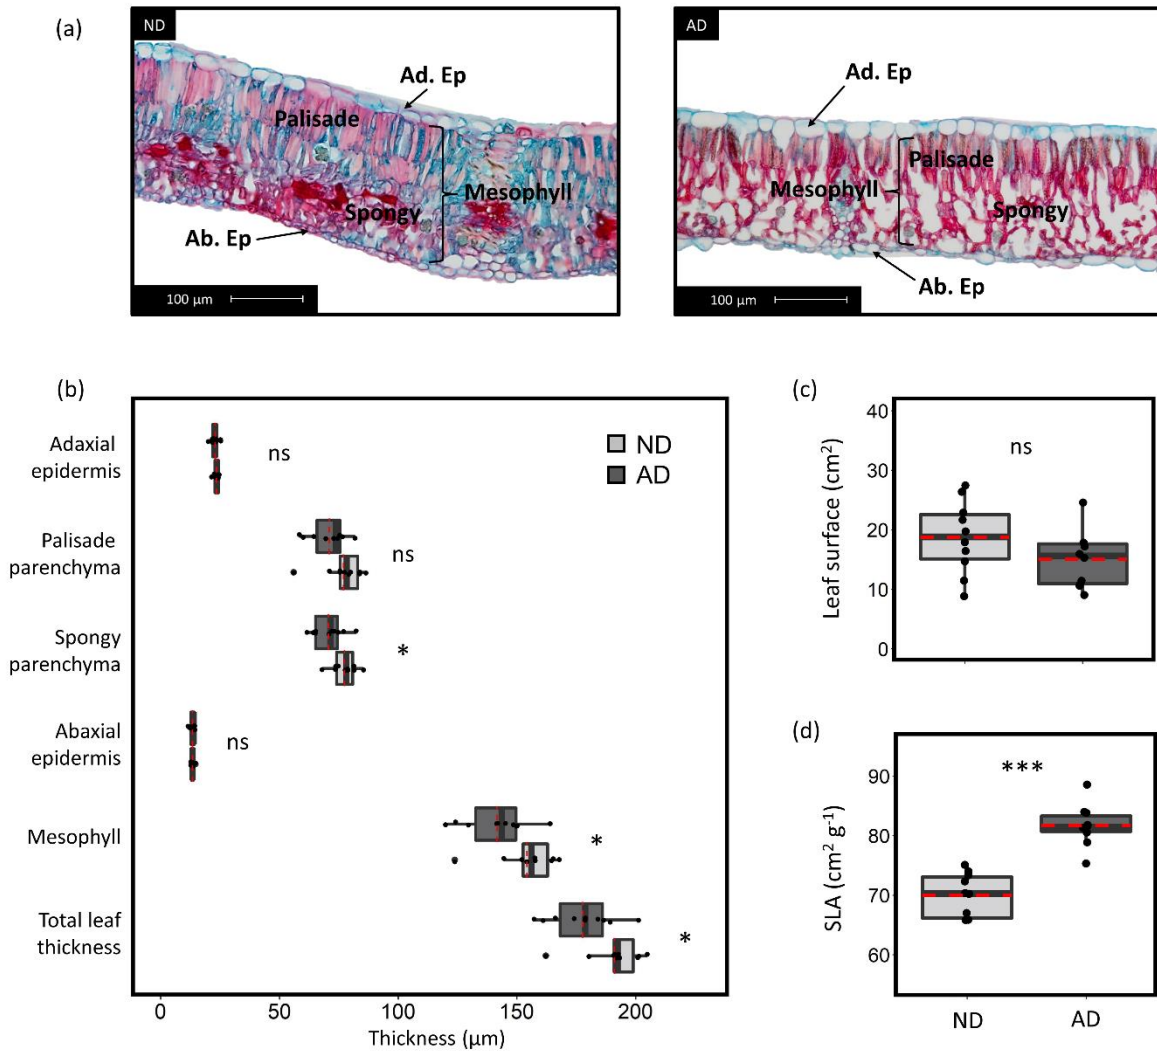 (a)
ND
Ad. Ep
Palisade
Mesophyll
Spongy
Ab. Ep
100 µm
AD
Ad. Ep
Palisade
Mesophyll
Spongy
Ab. Ep
100 µm
(b)
Adaxial
epidermis
ns
ND
AD
Palisade
parenchyma
ns
Spongy
parenchyma
*
Abaxial
epidermis
ns
Mesophyll
*
Total leaf
thickness
*
0 50 100 150 200
Thickness (µm)
(c)
Leaf surface (cm²)
40
30
20
10
0
ns
(d)
SLA (cm² g⁻¹)
90
80
70
60
***
ND AD